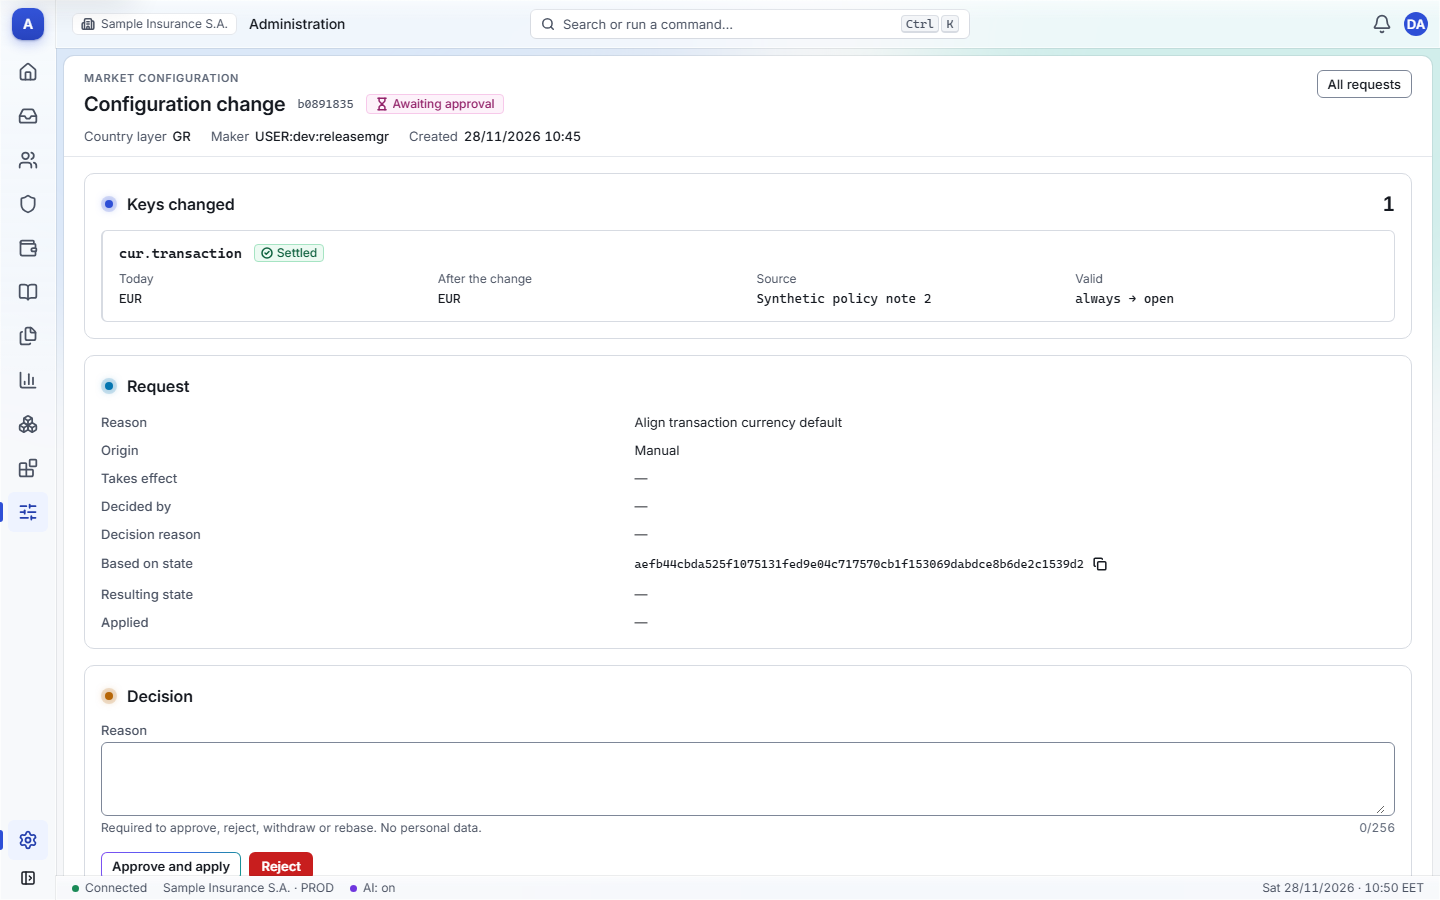 A
Sample Insurance S.A.
Administration
Search or run a command...
Ctrl K
DA
MARKET CONFIGURATION
Configuration change b0891835 Awaiting approval
All requests
Country layer GR Maker USER:dev:releasemgr Created 28/11/2026 10:45
Keys changed 1
cur.transaction Settled
Today After the change Source Valid
EUR EUR Synthetic policy note 2 always → open
Request
Reason Align transaction currency default
Origin Manual
Takes effect —
Decided by —
Decision reason —
Based on state aefb44cbda525f1075131fed9e04c717570cb1f153069dabdce8b6de2c1539d2
Resulting state —
Applied —
Decision
Reason
Required to approve, reject, withdraw or rebase. No personal data. 0/256
Approve and apply Reject
Connected Sample Insurance S.A. · PROD AI: on Sat 28/11/2026 · 10:50 EET